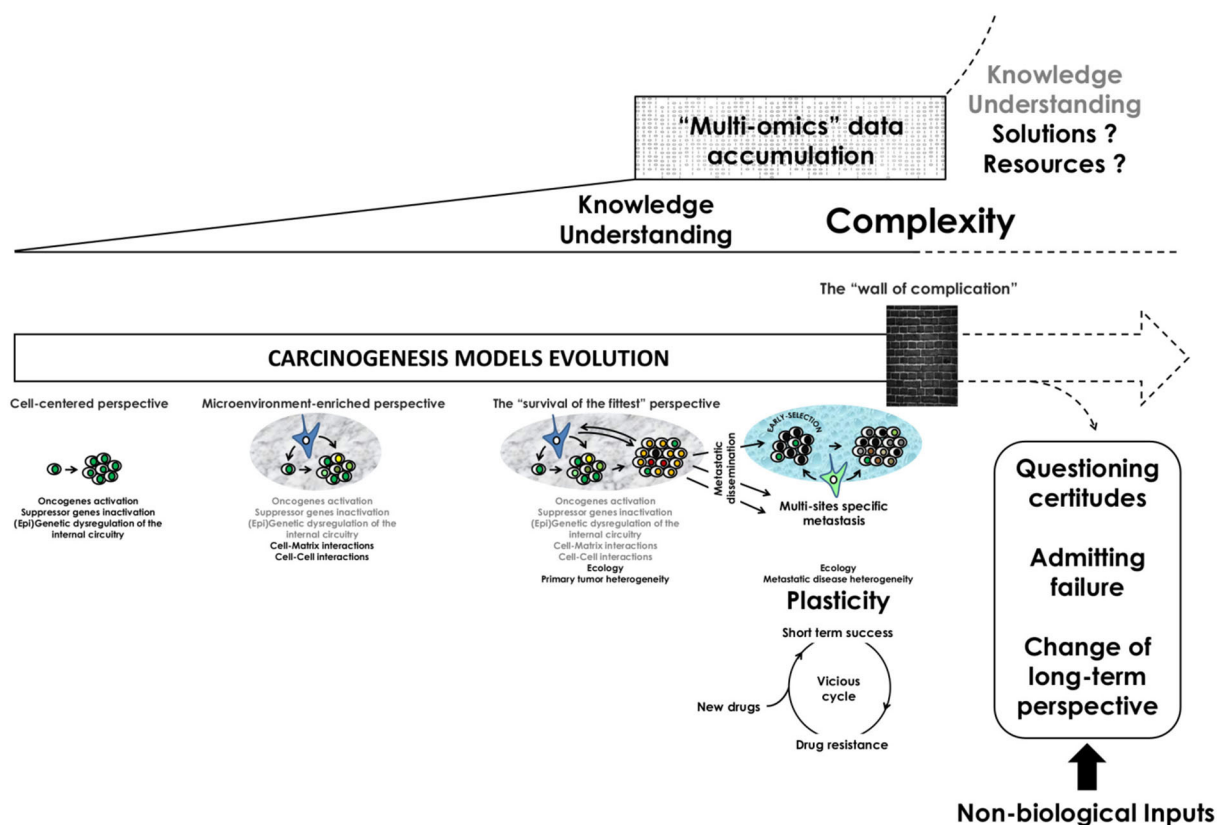 Knowledge
Understanding
Solutions ?
Resources ?
“Multi-omics” data
accumulation
Knowledge
Understanding
Complexity
The “wall of complication”
CARCINOGENESIS MODELS EVOLUTION
Cell-centered perspective
Oncogenes activation
Suppressor genes inactivation
(Epi)Genetic dysregulation of the
internal circuitry
Microenvironment-enriched perspective
Oncogenes activation
Suppressor genes inactivation
(Epi)Genetic dysregulation of the
internal circuitry
Cell-Matrix interactions
Cell-Cell interactions
The “survival of the fittest” perspective
Oncogenes activation
Suppressor genes inactivation
(Epi)Genetic dysregulation of the
internal circuitry
Cell-Matrix interactions
Cell-Cell interactions
Ecology
Primary tumor heterogeneity
Metastatic
dissemination
EARLY-SELECTION
Multi-sites specific
metastasis
Ecology
Metastatic disease heterogeneity
Plasticity
Short term success
Vicious
cycle
New drugs
Drug resistance
Questioning
certitudes
Admitting
failure
Change of
long-term
perspective
Non-biological Inputs